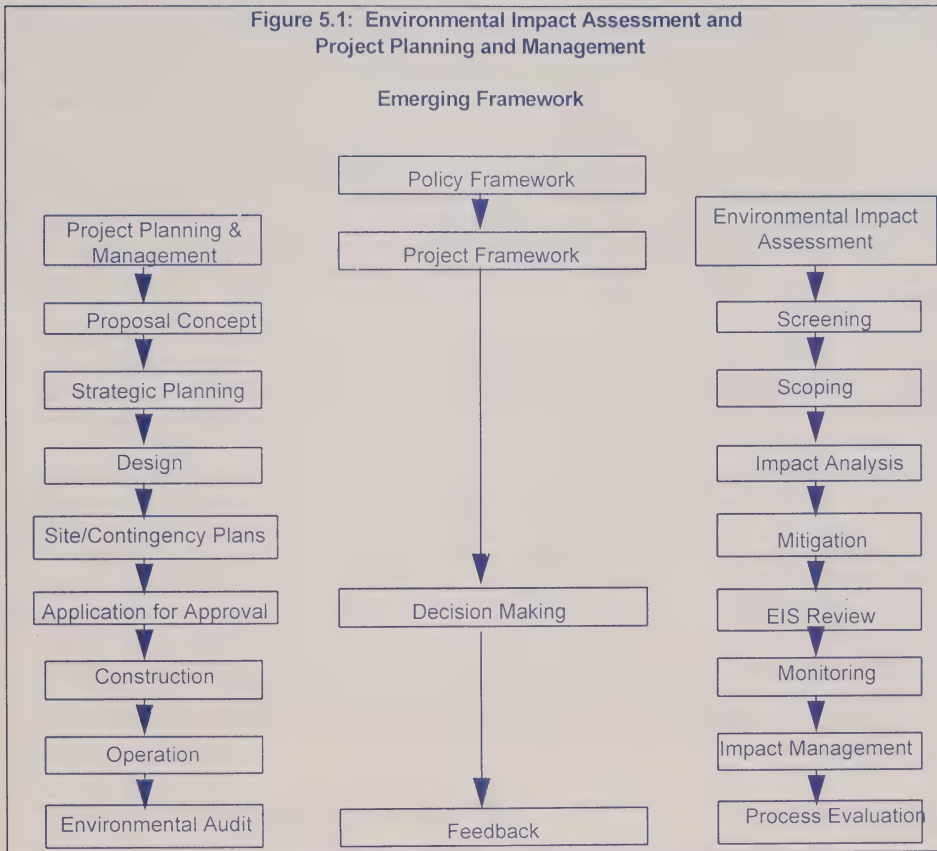 Figure 5.1: Environmental Impact Assessment and
Project Planning and Management
Emerging Framework
Project Planning &
Management
Proposal Concept
Strategic Planning
Design
Site/Contingency Plans
Application for Approval
Construction
Operation
Environmental Audit
Policy Framework
Project Framework
Decision Making
Feedback
Environmental Impact
Assessment
Screening
Scoping
Impact Analysis
Mitigation
EIS Review
Monitoring
Impact Management
Process Evaluation